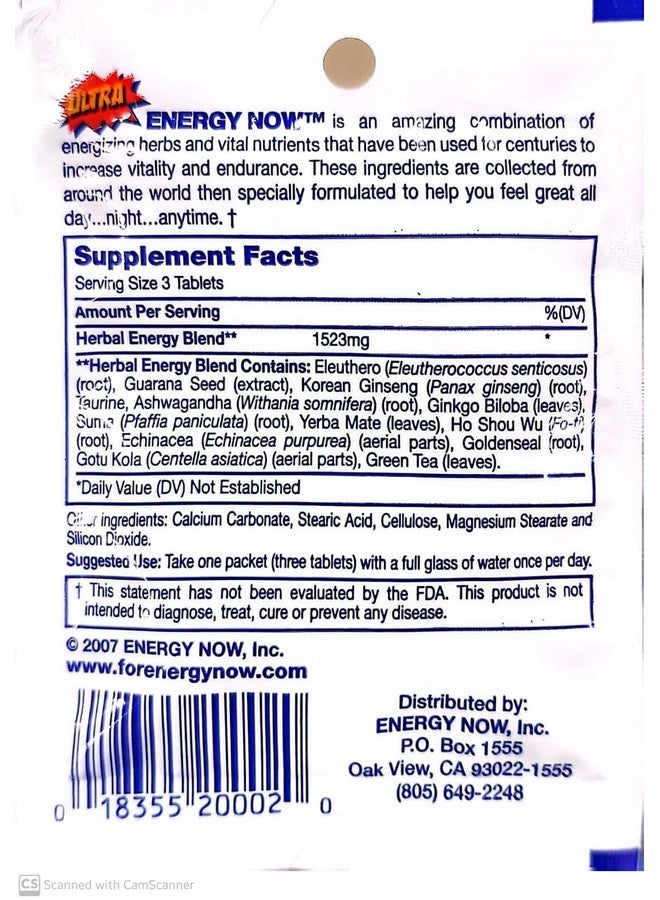 ULTRA
ENERGY NOW™ is an amazing combination of
energizing herbs and vital nutrients that have been used for centuries to
increase vitality and endurance. These ingredients are collected from
around the world then specially formulated to help you feel great all
day...night...anytime. †
Supplement Facts
Serving Size 3 Tablets
Amount Per Serving %(DV)
Herbal Energy Blend** 1523mg *
**Herbal Energy Blend Contains: Eleuthero (Eleutherococcus senticosus)
(root), Guarana Seed (extract), Korean Ginseng (Panax ginseng) (root),
Taurine, Ashwagandha (Withania somnifera) (root), Ginkgo Biloba (leaves),
Suma (Pfaffia paniculata) (root), Yerba Mate (leaves), Ho Shou Wu (Fo-ti)
(root), Echinacea (Echinacea purpurea) (aerial parts), Goldenseal (root),
Gotu Kola (Centella asiatica) (aerial parts), Green Tea (leaves).
*Daily Value (DV) Not Established
Other ingredients: Calcium Carbonate, Stearic Acid, Cellulose, Magnesium Stearate and
Silicon Dioxide.
Suggested Use: Take one packet (three tablets) with a full glass of water once per day.
† This statement has not been evaluated by the FDA. This product is not
intended to diagnose, treat, cure or prevent any disease.
© 2007 ENERGY NOW, Inc.
www.forenergynow.com
0 18355 20002 0
Distributed by:
ENERGY NOW, Inc.
P.O. Box 1555
Oak View, CA 93022-1555
(805) 649-2248
CS Scanned with CamScanner